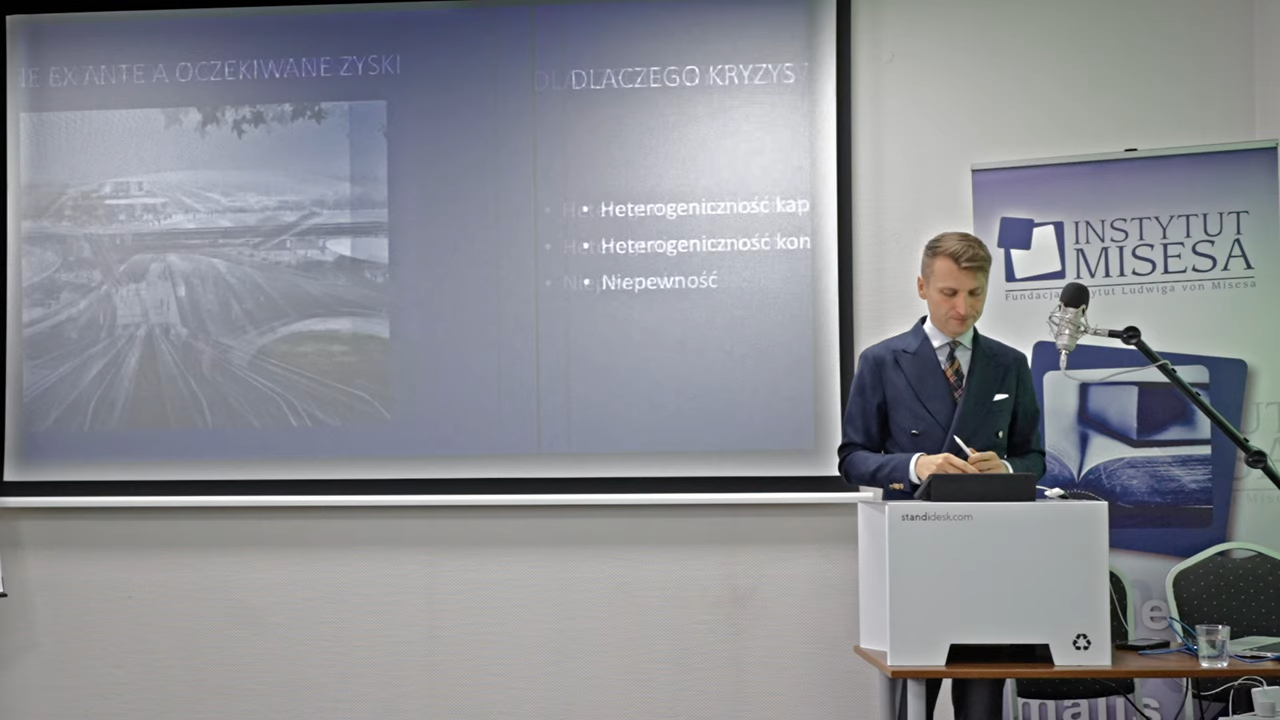 IE EX ANTE A OCZEKIWANE ZYSKI
DLACZEGO KRYZYS
• Heterogeniczność kap
• Heterogeniczność kon
• Niepewność
INSTYTUT
MISESA
Fundacja Instytut Ludwiga von Misesa
standidesk.com